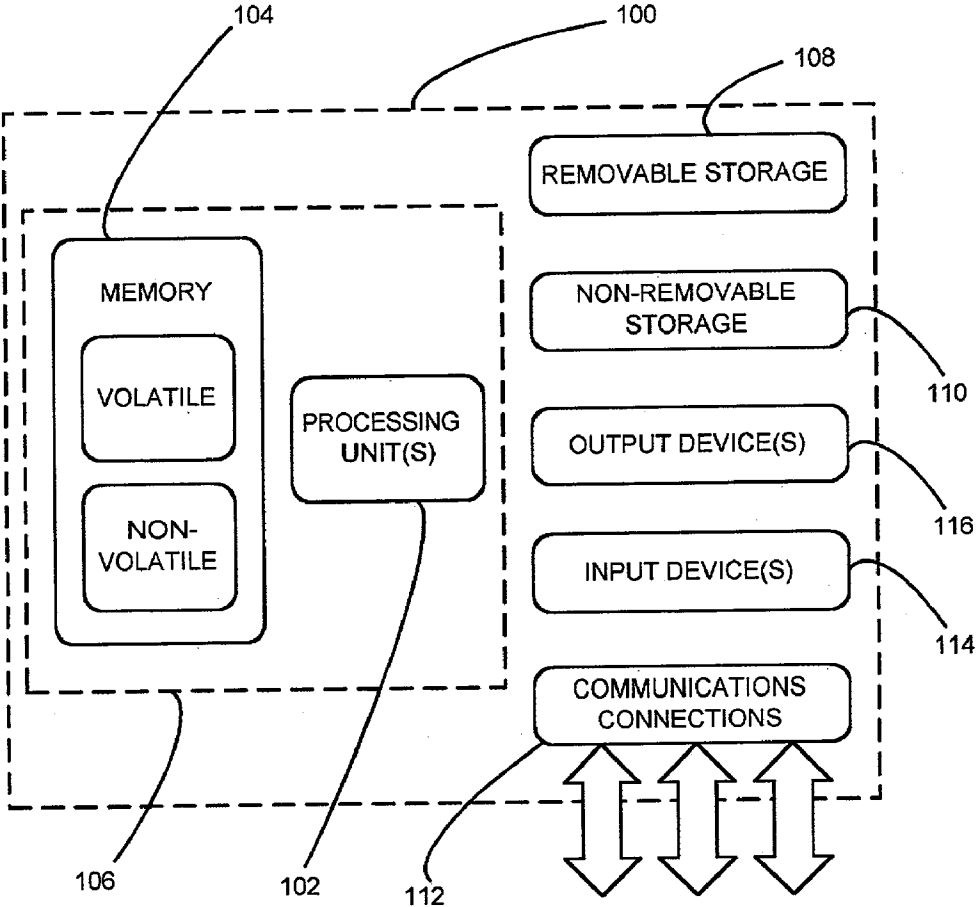 104
100
108
REMOVABLE STORAGE
MEMORY
NON-REMOVABLE
STORAGE
110
VOLATILE
PROCESSING
UNIT(S)
OUTPUT DEVICE(S)
116
NON-
VOLATILE
INPUT DEVICE(S)
114
COMMUNICATIONS
CONNECTIONS
106
102
112